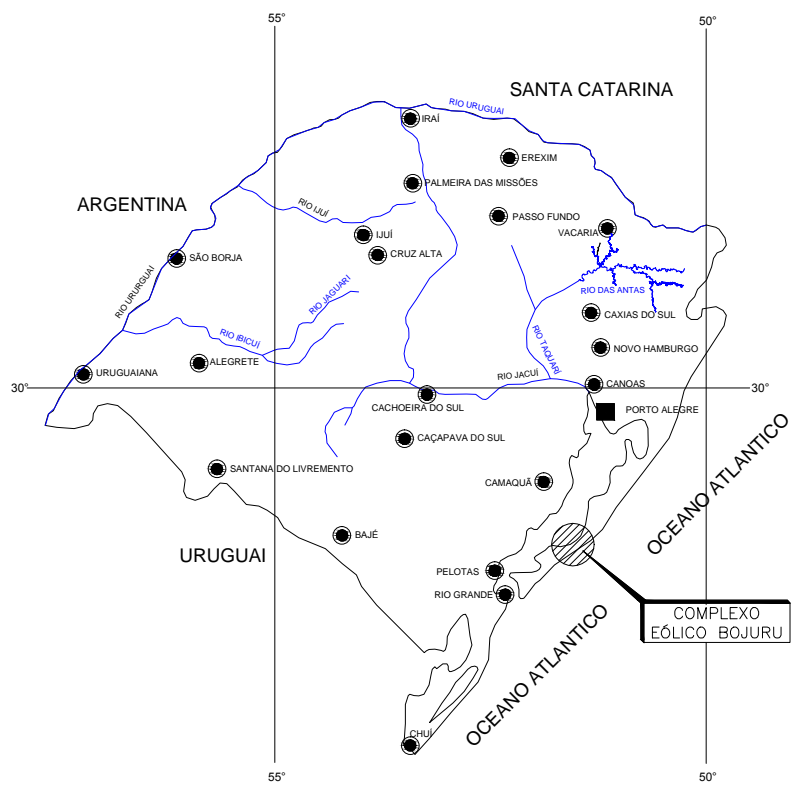 55°
50°
SANTA CATARINA
RIO URUGUAI
IRAÍ
EREXIM
PALMEIRA DAS MISSÕES
ARGENTINA
RIO IJUÍ
PASSO FUNDO
VACARIA
IJUÍ
CRUZ ALTA
SÃO BORJA
RIO URURGUAI
RIO JAGUARI
RIO DAS ANTAS
CAXIAS DO SUL
RIO IBICUÍ
RIO TAQUARÍ
NOVO HAMBURGO
ALEGRETE
URUGUAIANA
RIO JACUÍ
CANOAS
30°
30°
CACHOEIRA DO SUL
PORTO ALEGRE
CAÇAPAVA DO SUL
OCEANO ATLANTICO
SANTANA DO LIVREMENTO
CAMAQUÃ
BAJÉ
URUGUAI
PELOTAS
RIO GRANDE
COMPLEXO
EÓLICO BOJURU
OCEANO ATLANTICO
CHUÍ
55°
50°